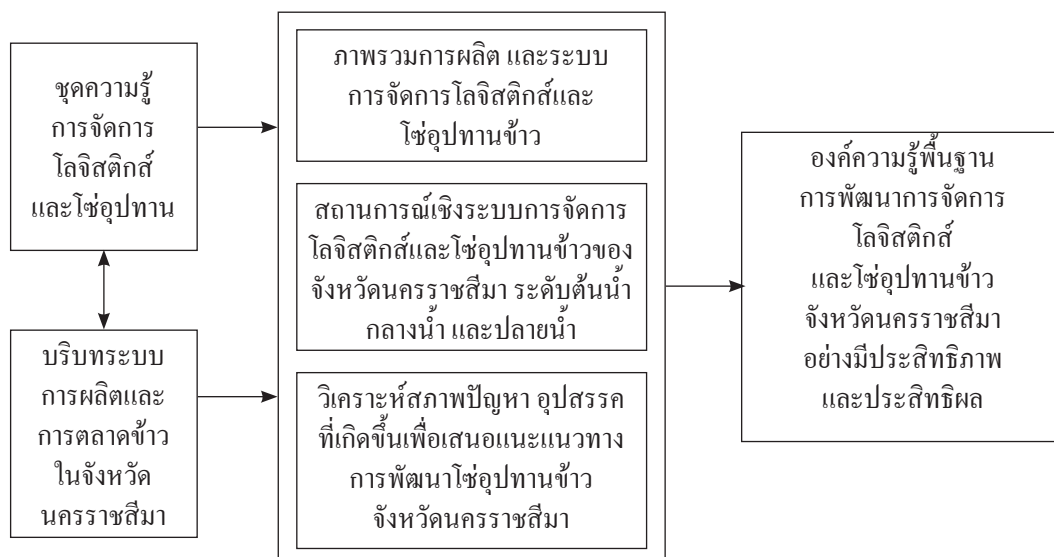 ชุดความรู้
การจัดการ
โลจิสติกส์
และโซ่อุปทาน
บริบทระบบ
การผลิตและ
การตลาดข้าว
ในจังหวัด
นครราชสีมา
ภาพรวมการผลิต และระบบ
การจัดการโลจิสติกส์และ
โซ่อุปทานข้าว
สถานการณ์เชิงระบบการจัดการ
โลจิสติกส์และโซ่อุปทานข้าวของ
จังหวัดนครราชสีมา ระดับต้นน้ำ
กลางน้ำ และปลายน้ำ
วิเคราะห์สภาพปัญหา อุปสรรค
ที่เกิดขึ้นเพื่อเสนอแนะแนวทาง
การพัฒนาโซ่อุปทานข้าว
จังหวัดนครราชสีมา
องค์ความรู้พื้นฐาน
การพัฒนาการจัดการ
โลจิสติกส์
และโซ่อุปทานข้าว
จังหวัดนครราชสีมา
อย่างมีประสิทธิภาพ
และประสิทธิผล